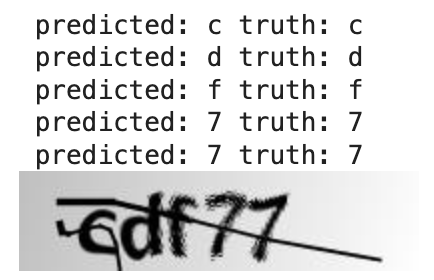 predicted: c truth: c
predicted: d truth: d
predicted: f truth: f
predicted: 7 truth: 7
predicted: 7 truth: 7
cdf77